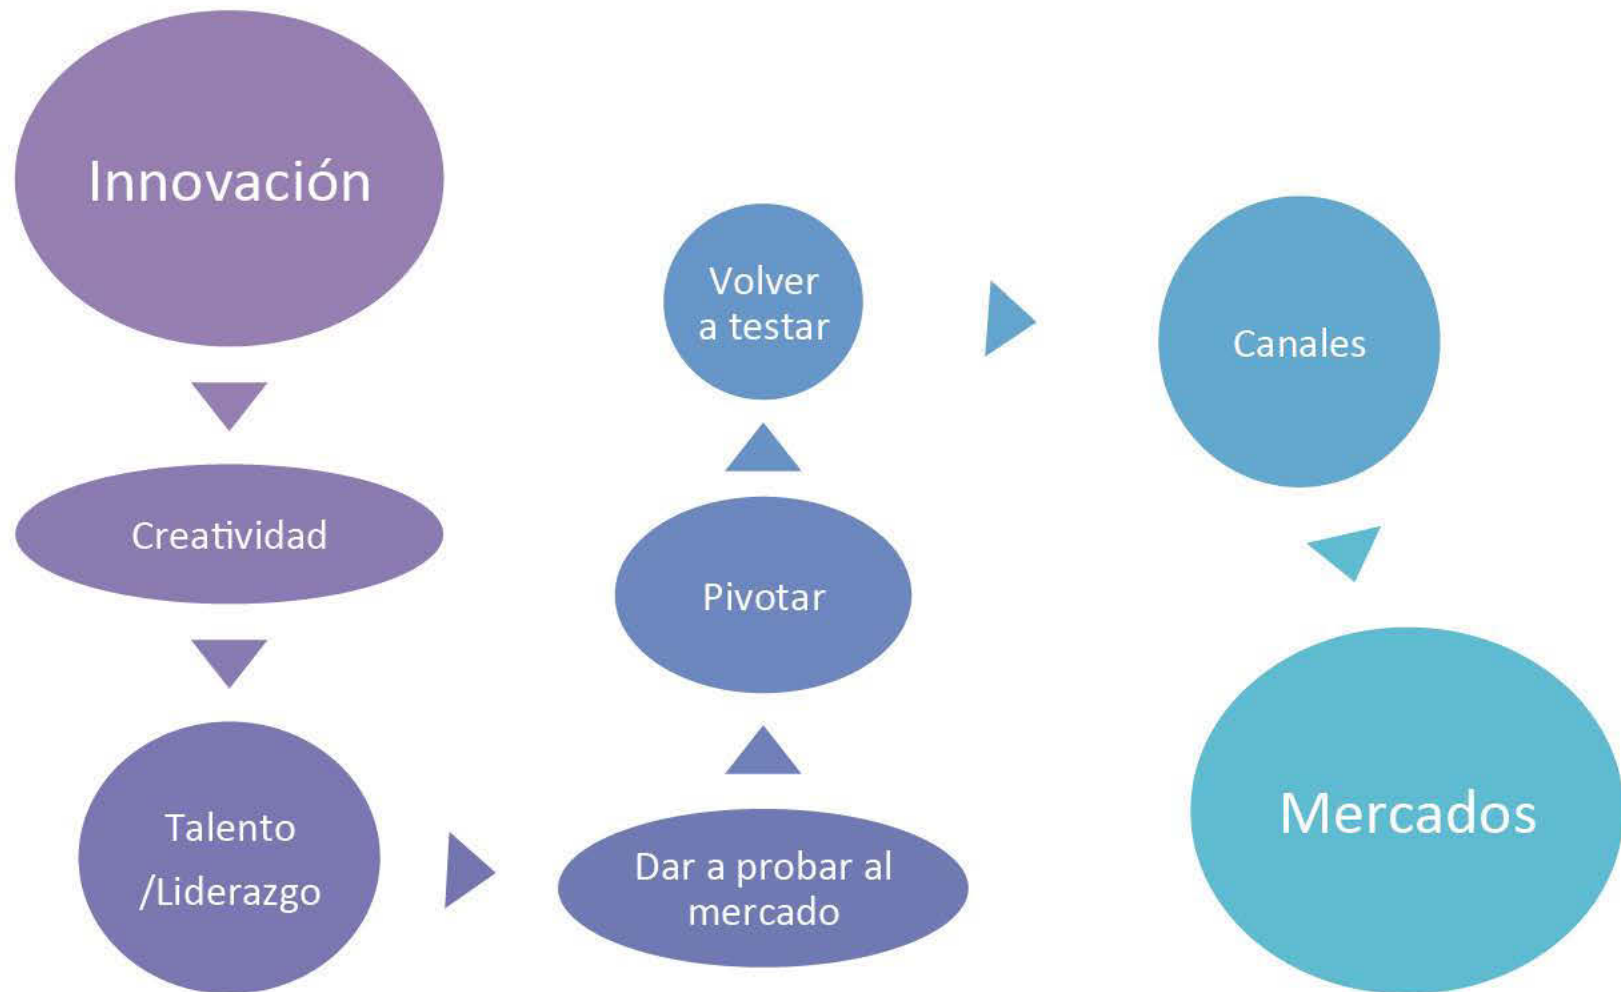 Innovación
Creatividad
Talento
/Liderazgo
Dar a probar al
mercado
Pivotar
Volver
a testar
Canales
Mercados